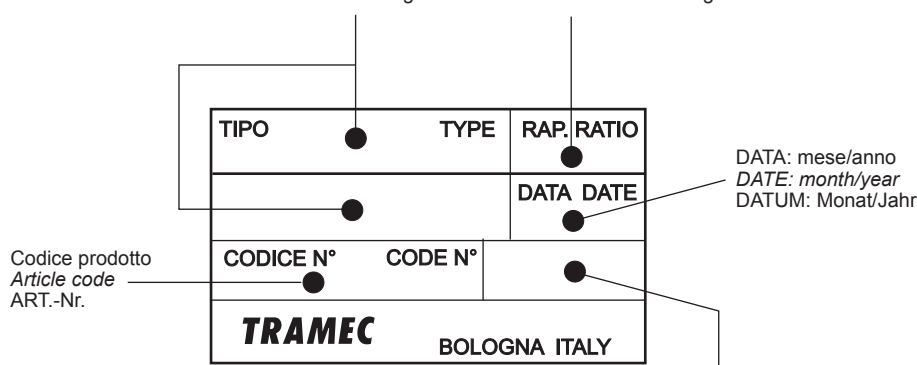 TIPO TYPE RAP. RATIO
DATA DATE
DATA: mese/anno
DATE: month/year
DATUM: Monat/Jahr
Codice prodotto
Article code
ART.-Nr.
CODICE N° CODE N°
TRAMEC BOLOGNA ITALY